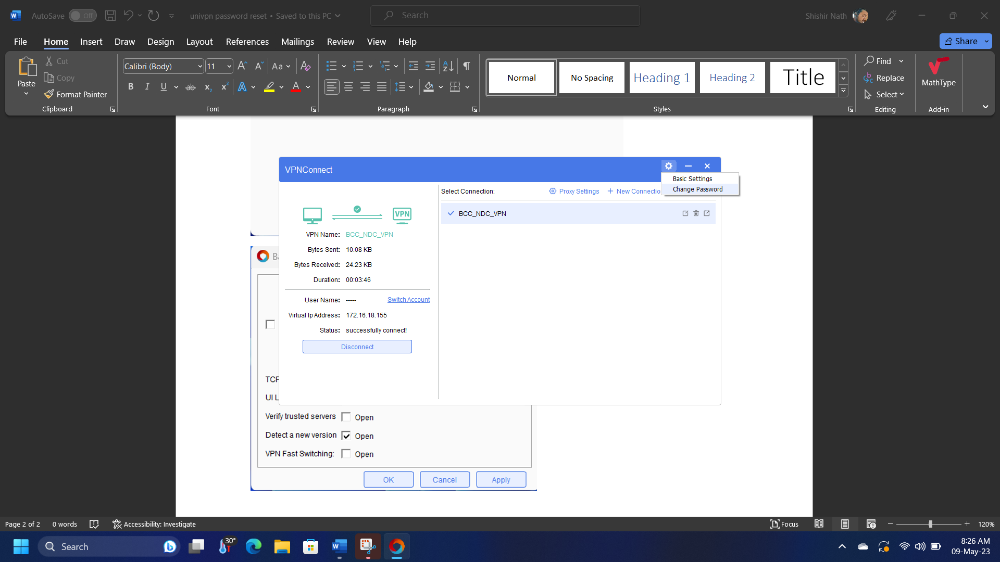 AutoSave Off univpn password reset • Saved to this PC Search Shishir Nath
File Home Insert Draw Design Layout References Mailings Review View Help Share
Paste Cut Copy Format Painter
Calibri (Body) 11 Aa
B I U ab x₂ x² A A
Normal No Spacing Heading 1 Heading 2 Title
Find Replace Select
MathType
Clipboard Font Paragraph Styles Editing Add-in
VPNConnect
Basic Settings
Change Password
Select Connection: Proxy Settings New Connectio
BCC_NDC_VPN
VPN
VPN Name: BCC_NDC_VPN
Bytes Sent: 10.08 KB
Bytes Received: 24.23 KB
Duration: 00:03:46
User Name: ----- Switch Account
Virtual Ip Address: 172.16.18.155
Status: successfully connect!
Disconnect
Ba
TCP
UI L
Verify trusted servers Open
Detect a new version Open
VPN Fast Switching: Open
OK Cancel Apply
Page 2 of 2 0 words Accessibility: Investigate Focus 120%
Search 30° 8:26 AM
09-May-23